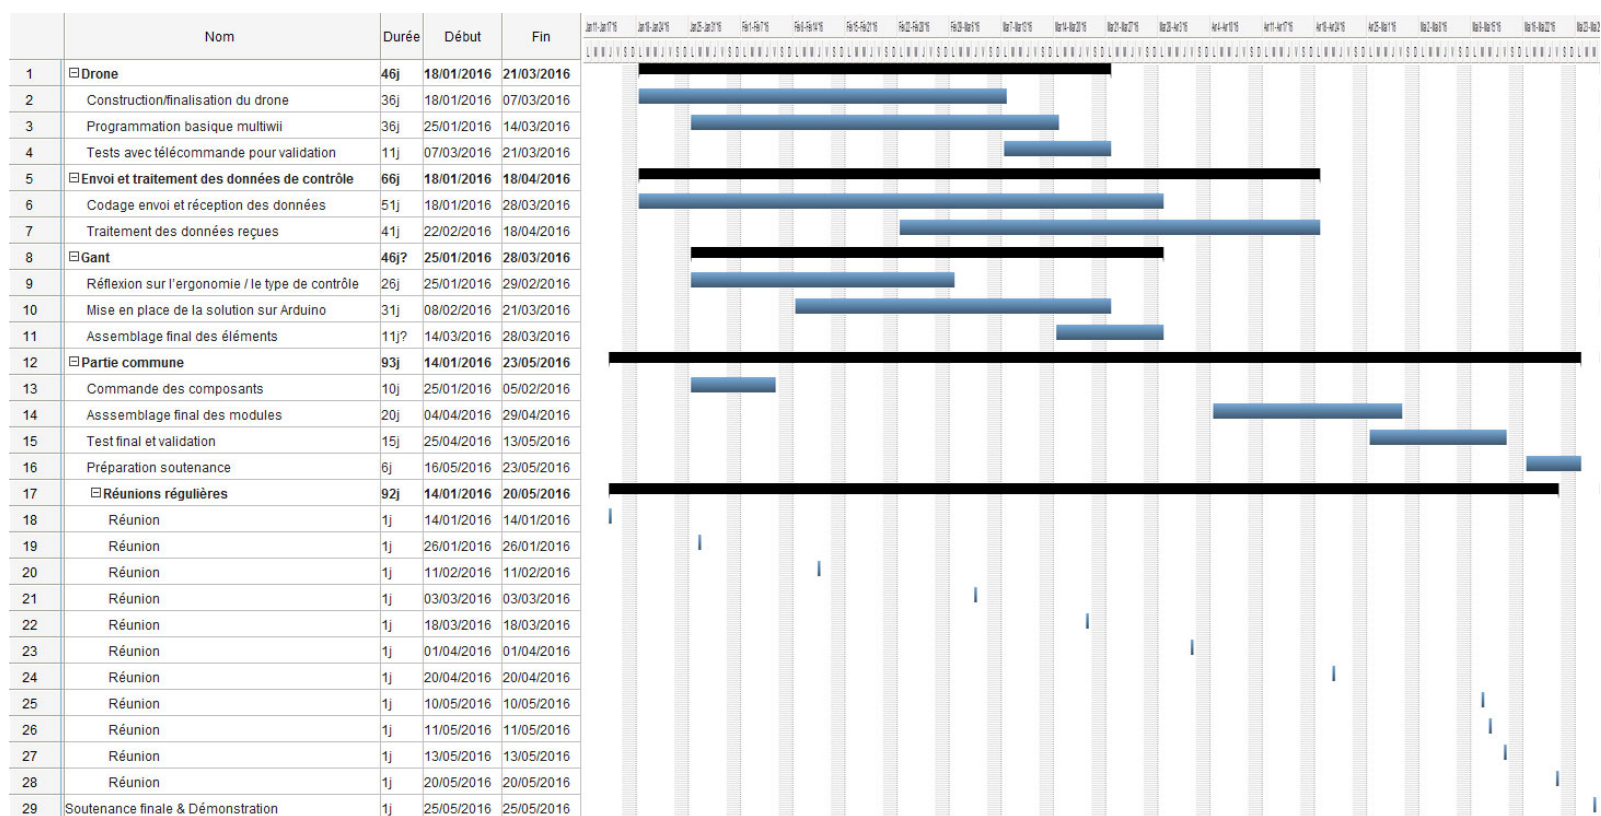 Nom Durée Début Fin
1 Drone 46j 18/01/2016 21/03/2016
2 Construction/finalisation du drone 36j 18/01/2016 07/03/2016
3 Programmation basique multiwii 36j 25/01/2016 14/03/2016
4 Tests avec télécommande pour validation 11j 07/03/2016 21/03/2016
5 Envoi et traitement des données de contrôle 66j 18/01/2016 18/04/2016
6 Codage envoi et réception des données 51j 18/01/2016 28/03/2016
7 Traitement des données reçues 41j 22/02/2016 18/04/2016
8 Gant 46j? 25/01/2016 28/03/2016
9 Réflexion sur l'ergonomie / le type de contrôle 26j 25/01/2016 29/02/2016
10 Mise en place de la solution sur Arduino 31j 08/02/2016 21/03/2016
11 Assemblage final des éléments 11j? 14/03/2016 28/03/2016
12 Partie commune 93j 14/01/2016 23/05/2016
13 Commande des composants 10j 25/01/2016 05/02/2016
14 Asssemblage final des modules 20j 04/04/2016 29/04/2016
15 Test final et validation 15j 25/04/2016 13/05/2016
16 Préparation soutenance 6j 16/05/2016 23/05/2016
17 Réunions régulières 92j 14/01/2016 20/05/2016
18 Réunion 1j 14/01/2016 14/01/2016
19 Réunion 1j 26/01/2016 26/01/2016
20 Réunion 1j 11/02/2016 11/02/2016
21 Réunion 1j 03/03/2016 03/03/2016
22 Réunion 1j 18/03/2016 18/03/2016
23 Réunion 1j 01/04/2016 01/04/2016
24 Réunion 1j 20/04/2016 20/04/2016
25 Réunion 1j 10/05/2016 10/05/2016
26 Réunion 1j 11/05/2016 11/05/2016
27 Réunion 1j 13/05/2016 13/05/2016
28 Réunion 1j 20/05/2016 20/05/2016
29 Soutenance finale & Démonstration 1j 25/05/2016 25/05/2016